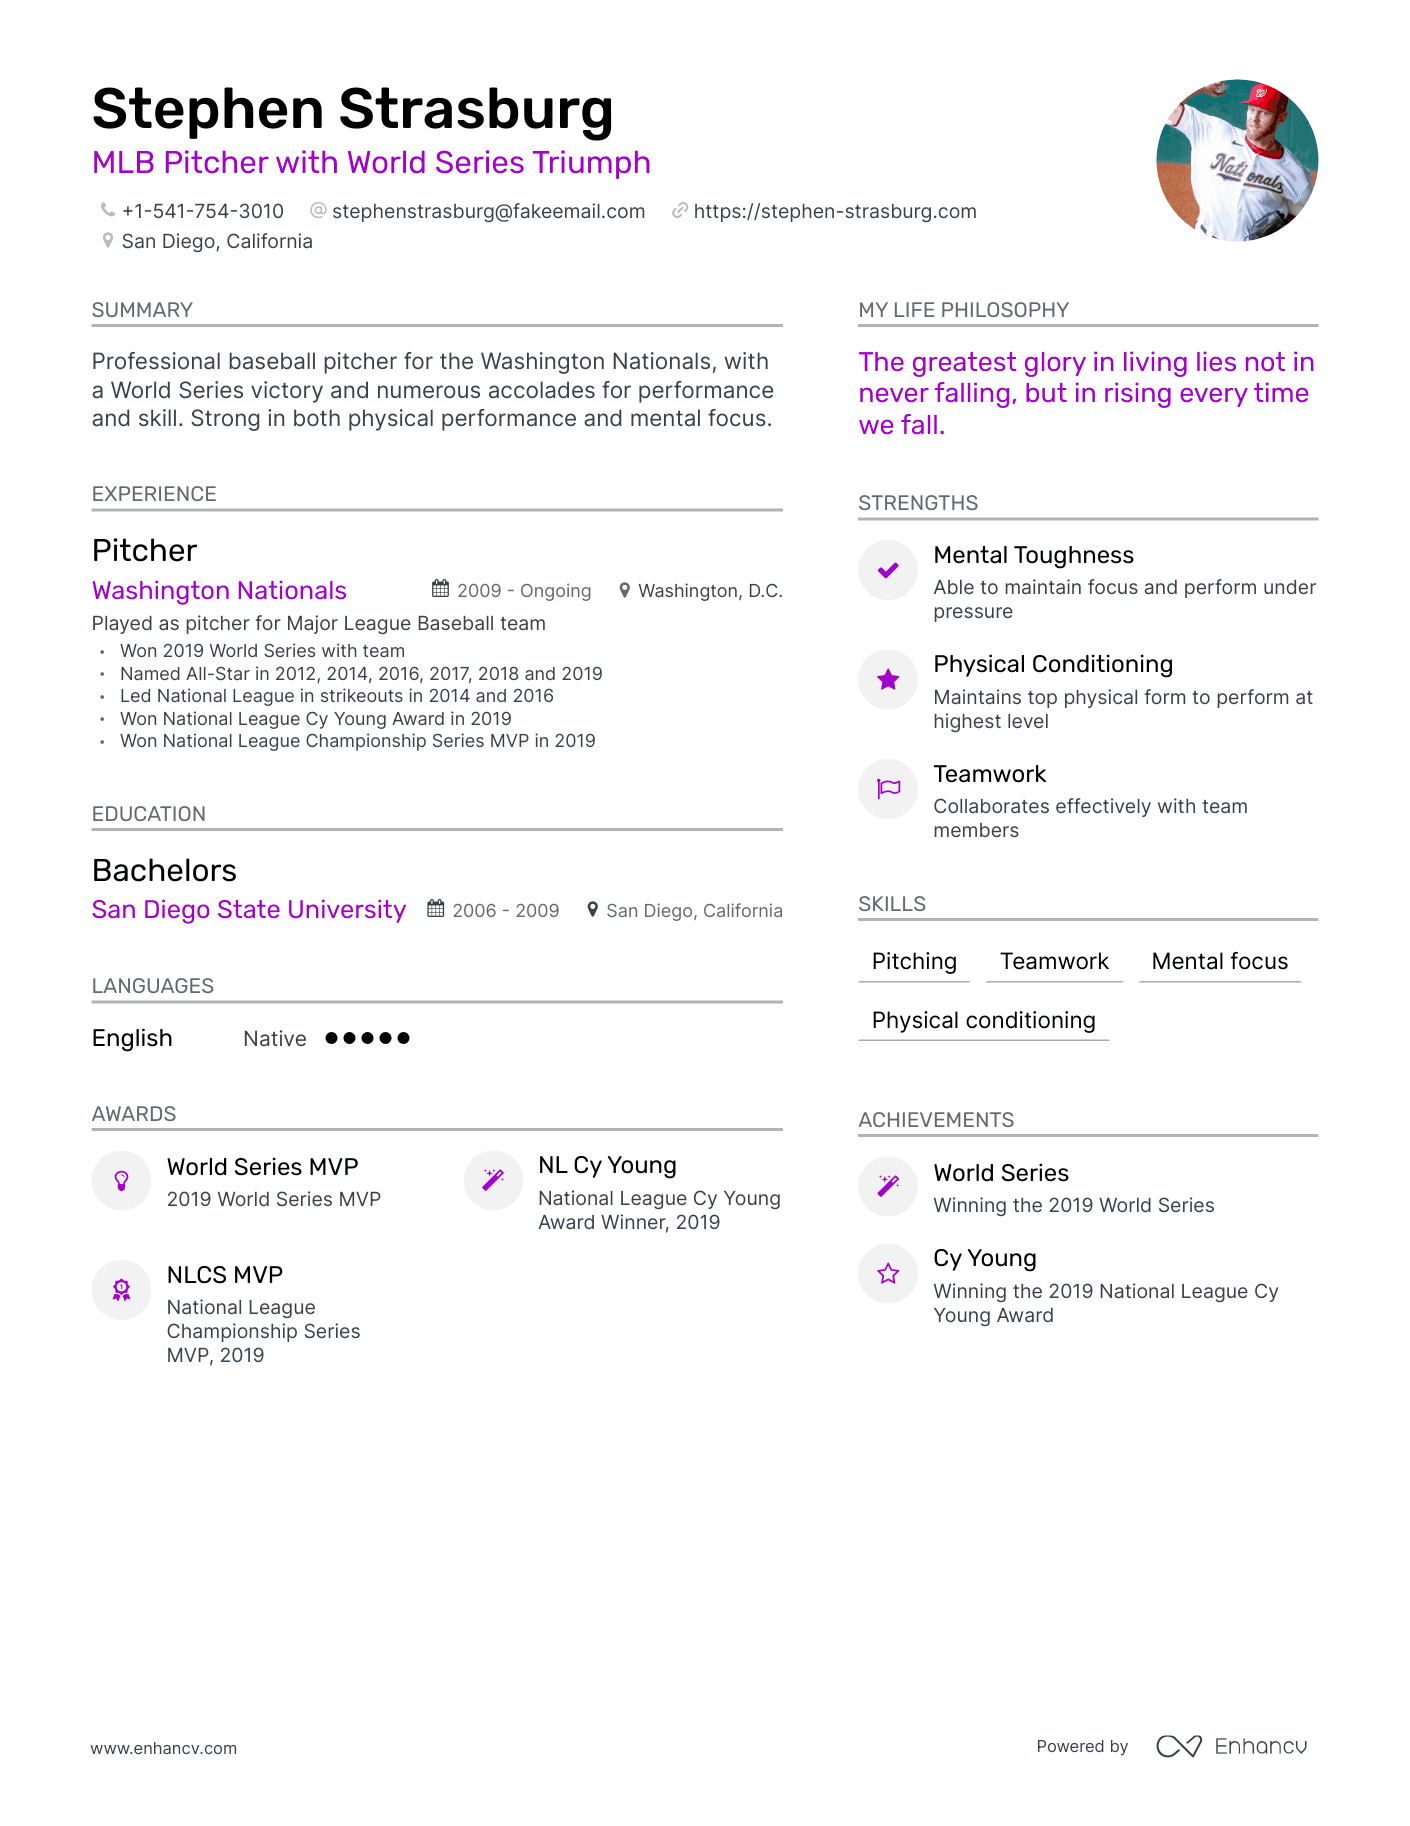 Stephen Strasburg
MLB Pitcher with World Series Triumph
+1-541-754-3010 @ stephenstrasburg@fakeemail.com https://stephen-strasburg.com
San Diego, California
Nationals
SUMMARY
Professional baseball pitcher for the Washington Nationals, with
a World Series victory and numerous accolades for performance
and skill. Strong in both physical performance and mental focus.
EXPERIENCE
Pitcher
Washington Nationals 2009 - Ongoing Washington, D.C.
Played as pitcher for Major League Baseball team
• Won 2019 World Series with team
• Named All-Star in 2012, 2014, 2016, 2017, 2018 and 2019
• Led National League in strikeouts in 2014 and 2016
• Won National League Cy Young Award in 2019
• Won National League Championship Series MVP in 2019
EDUCATION
Bachelors
San Diego State University 2006 - 2009 San Diego, California
LANGUAGES
English Native
AWARDS
World Series MVP
2019 World Series MVP
NL Cy Young
National League Cy Young
Award Winner, 2019
NLCS MVP
National League
Championship Series
MVP, 2019
MY LIFE PHILOSOPHY
The greatest glory in living lies not in
never falling, but in rising every time
we fall.
STRENGTHS
Mental Toughness
Able to maintain focus and perform under
pressure
Physical Conditioning
Maintains top physical form to perform at
highest level
Teamwork
Collaborates effectively with team
members
SKILLS
Pitching Teamwork Mental focus
Physical conditioning
ACHIEVEMENTS
World Series
Winning the 2019 World Series
Cy Young
Winning the 2019 National League Cy
Young Award
www.enhancv.com
Powered by Enhancv